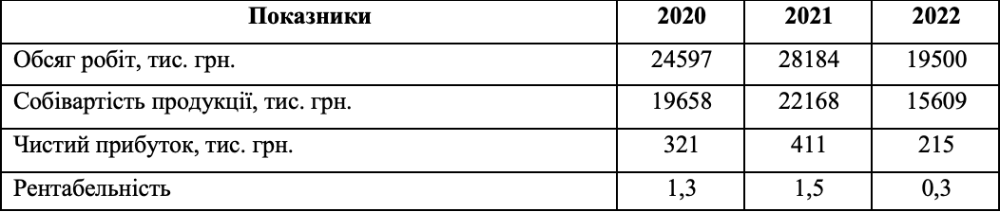 Показники 2020 2021 2022
Обсяг робіт, тис. грн. 24597 28184 19500
Собівартість продукції, тис. грн. 19658 22168 15609
Чистий прибуток, тис. грн. 321 411 215
Рентабельність 1,3 1,5 0,3